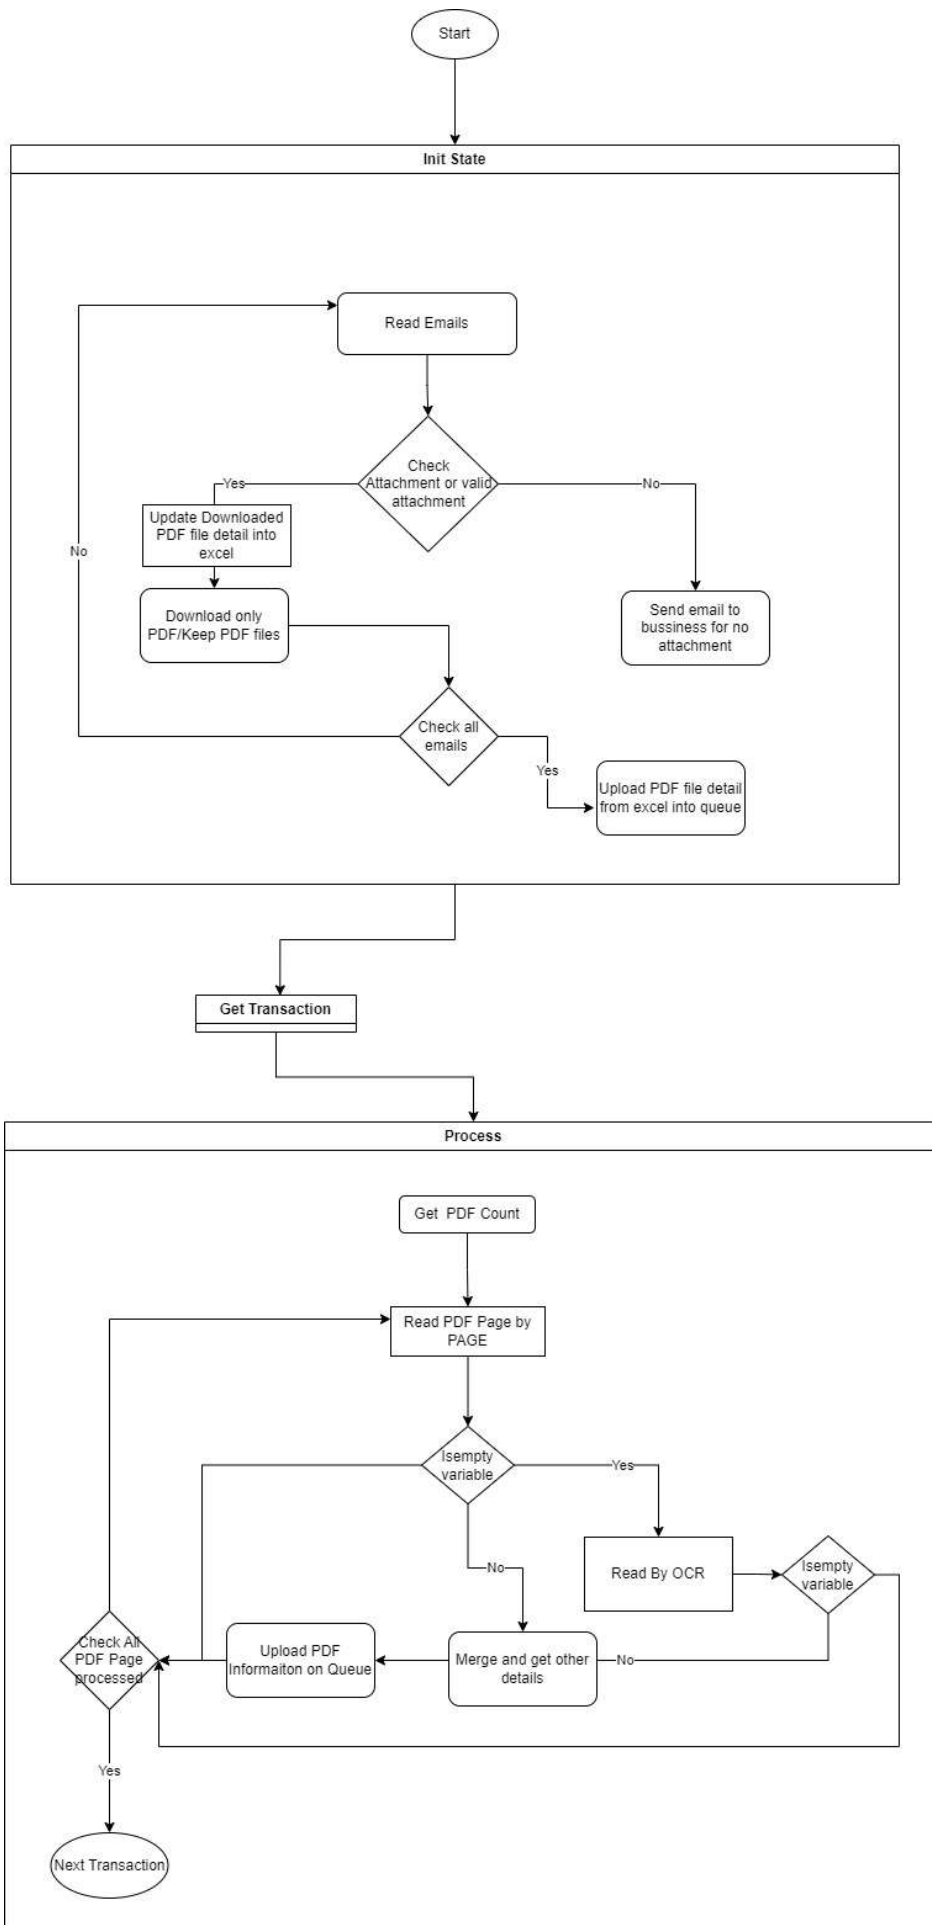 Start
Init State
Read Emails
Check
Attachment or valid
attachment
Yes
No
Update Downloaded
PDF file detail into
excel
No
Download only
PDF/Keep PDF files
Send email to
bussiness for no
attachment
Check all
emails
Yes
Upload PDF file detail
from excel into queue
Get Transaction
Process
Get  PDF Count
Read PDF Page by
PAGE
Isempty
variable
Yes
No
Read By OCR
Isempty
variable
Check All
PDF Page
processed
Upload PDF
Informaiton on Queue
Merge and get other
details
No
Yes
Next Transaction